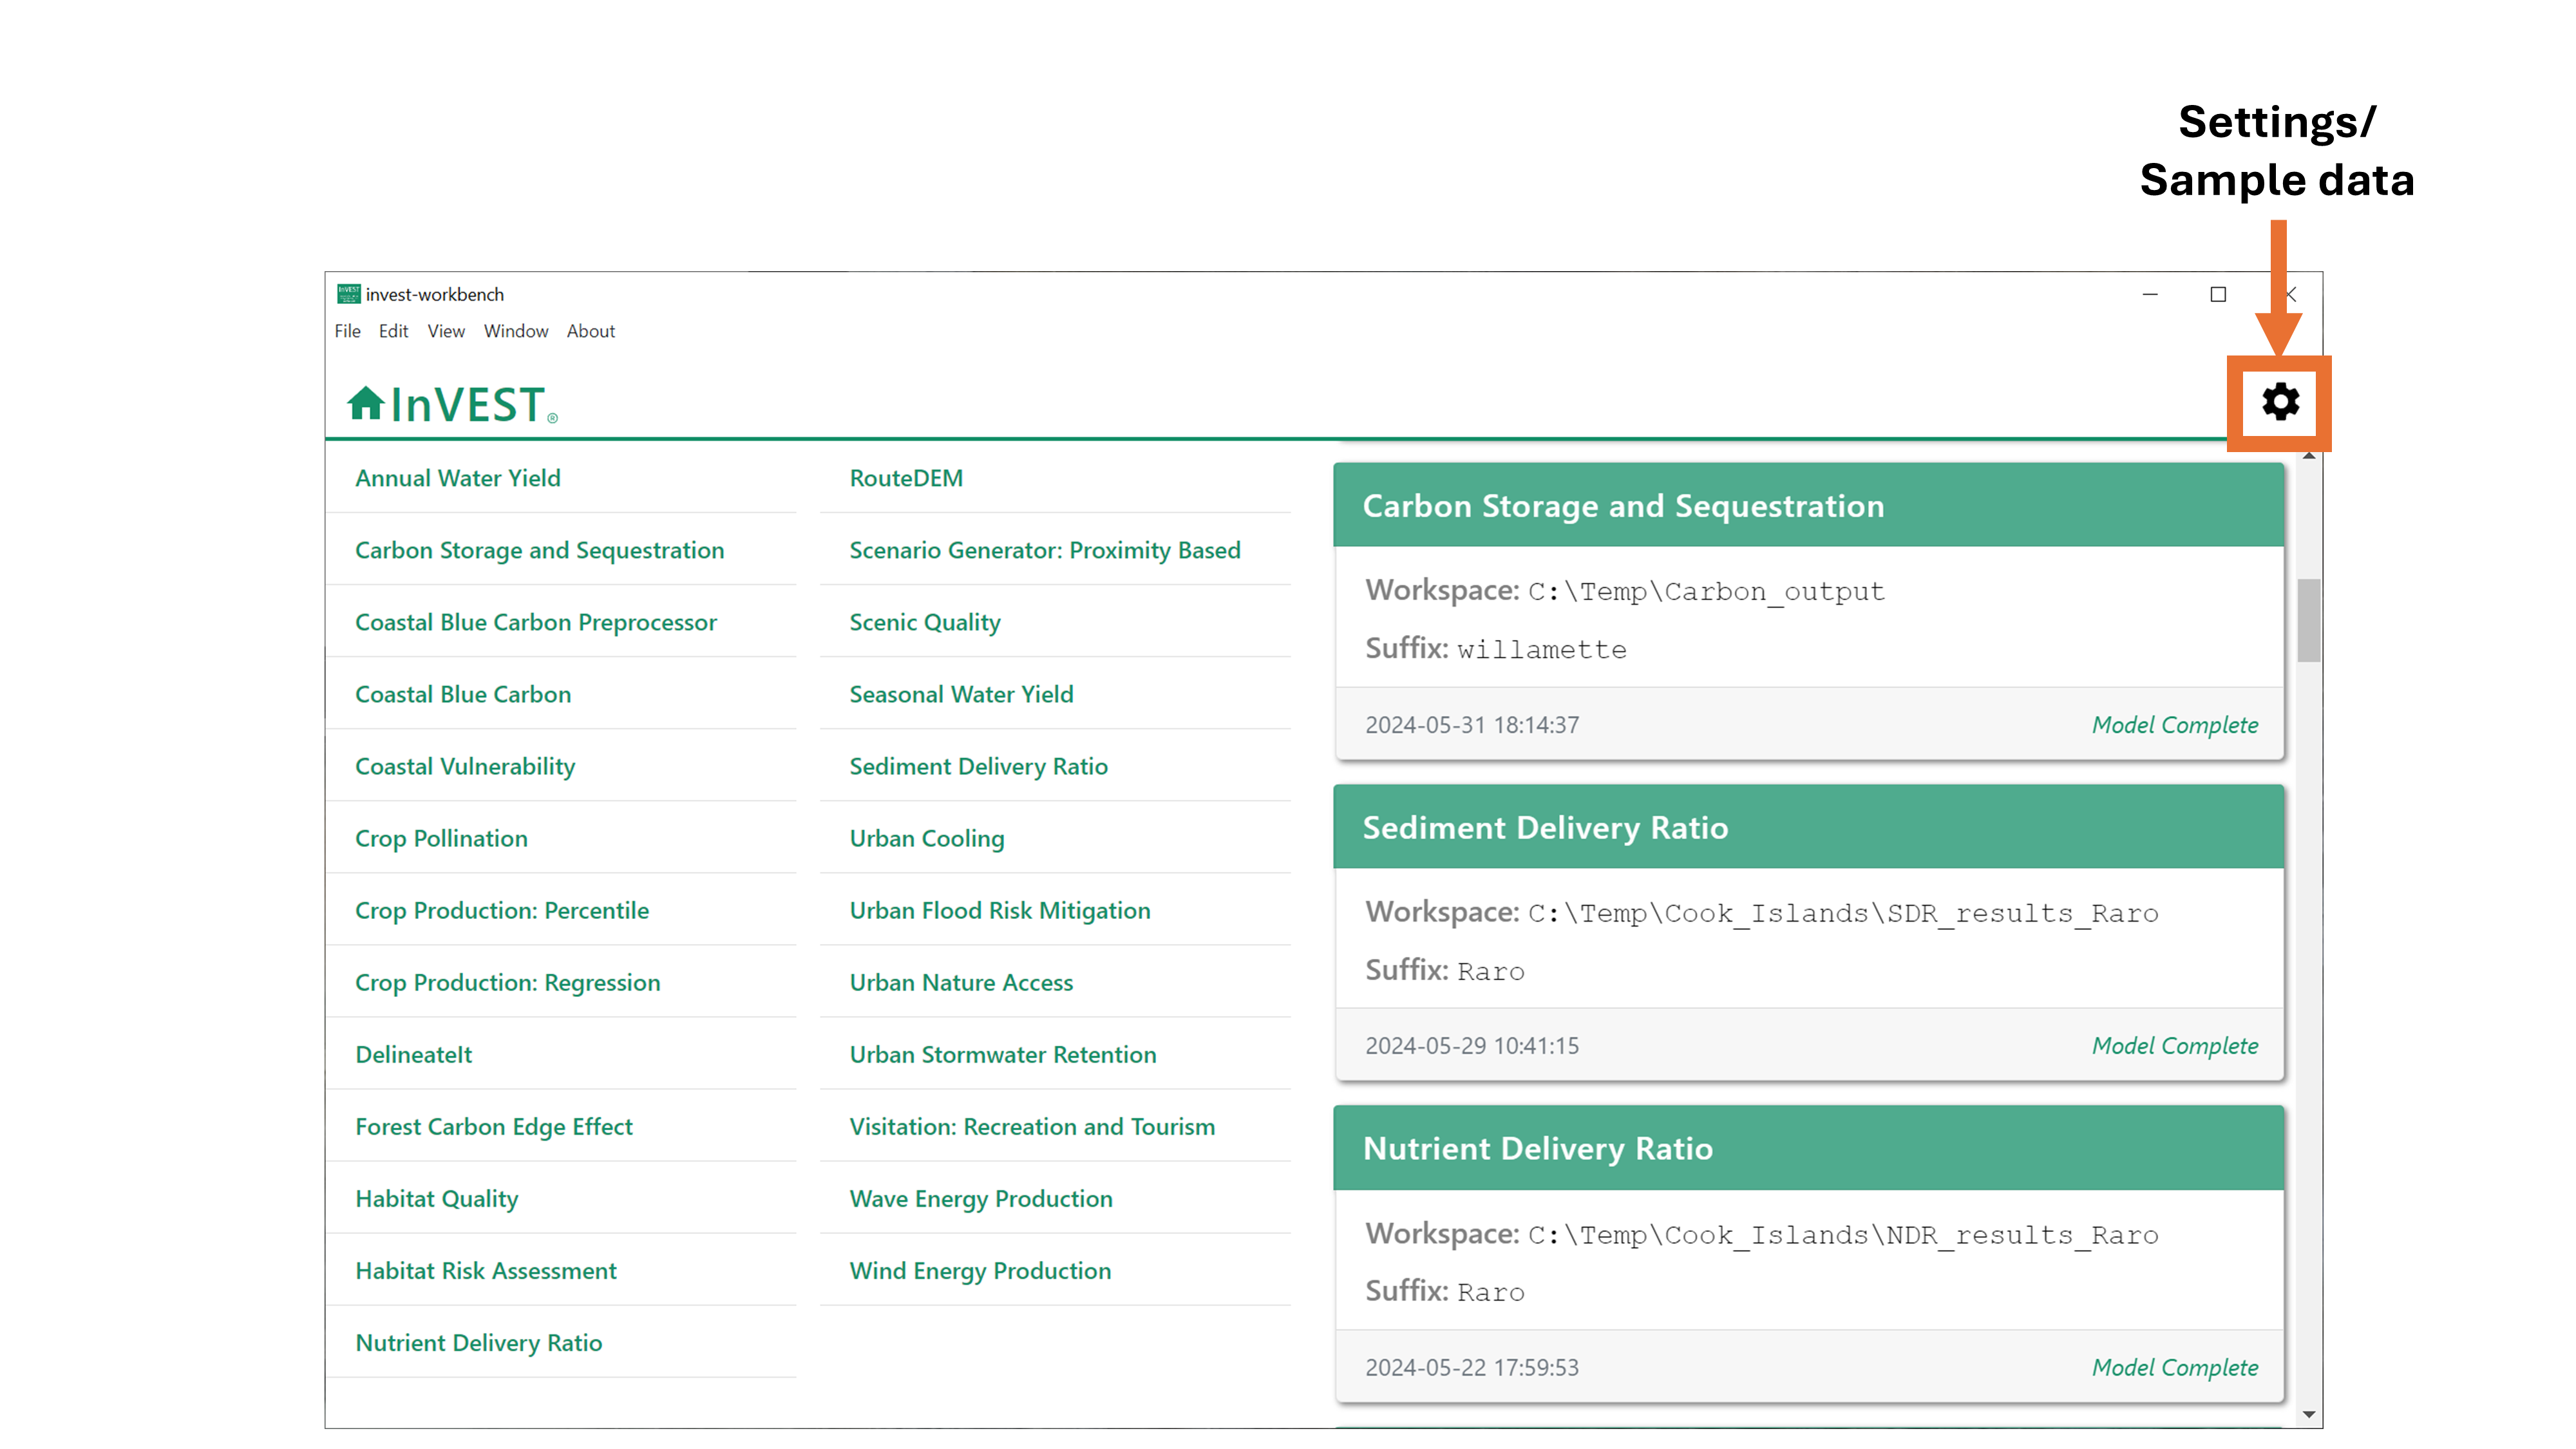 Settings/
Sample data
invest-workbench
File Edit View Window About
InVEST®
Annual Water Yield
Carbon Storage and Sequestration
Coastal Blue Carbon Preprocessor
Coastal Blue Carbon
Coastal Vulnerability
Crop Pollination
Crop Production: Percentile
Crop Production: Regression
DelineateIt
Forest Carbon Edge Effect
Habitat Quality
Habitat Risk Assessment
Nutrient Delivery Ratio
RouteDEM
Scenario Generator: Proximity Based
Scenic Quality
Seasonal Water Yield
Sediment Delivery Ratio
Urban Cooling
Urban Flood Risk Mitigation
Urban Nature Access
Urban Stormwater Retention
Visitation: Recreation and Tourism
Wave Energy Production
Wind Energy Production
Carbon Storage and Sequestration
Workspace: C:\Temp\Carbon_output
Suffix: willamette
2024-05-31 18:14:37 Model Complete
Sediment Delivery Ratio
Workspace: C:\Temp\Cook_Islands\SDR_results_Raro
Suffix: Raro
2024-05-29 10:41:15 Model Complete
Nutrient Delivery Ratio
Workspace: C:\Temp\Cook_Islands\NDR_results_Raro
Suffix: Raro
2024-05-22 17:59:53 Model Complete